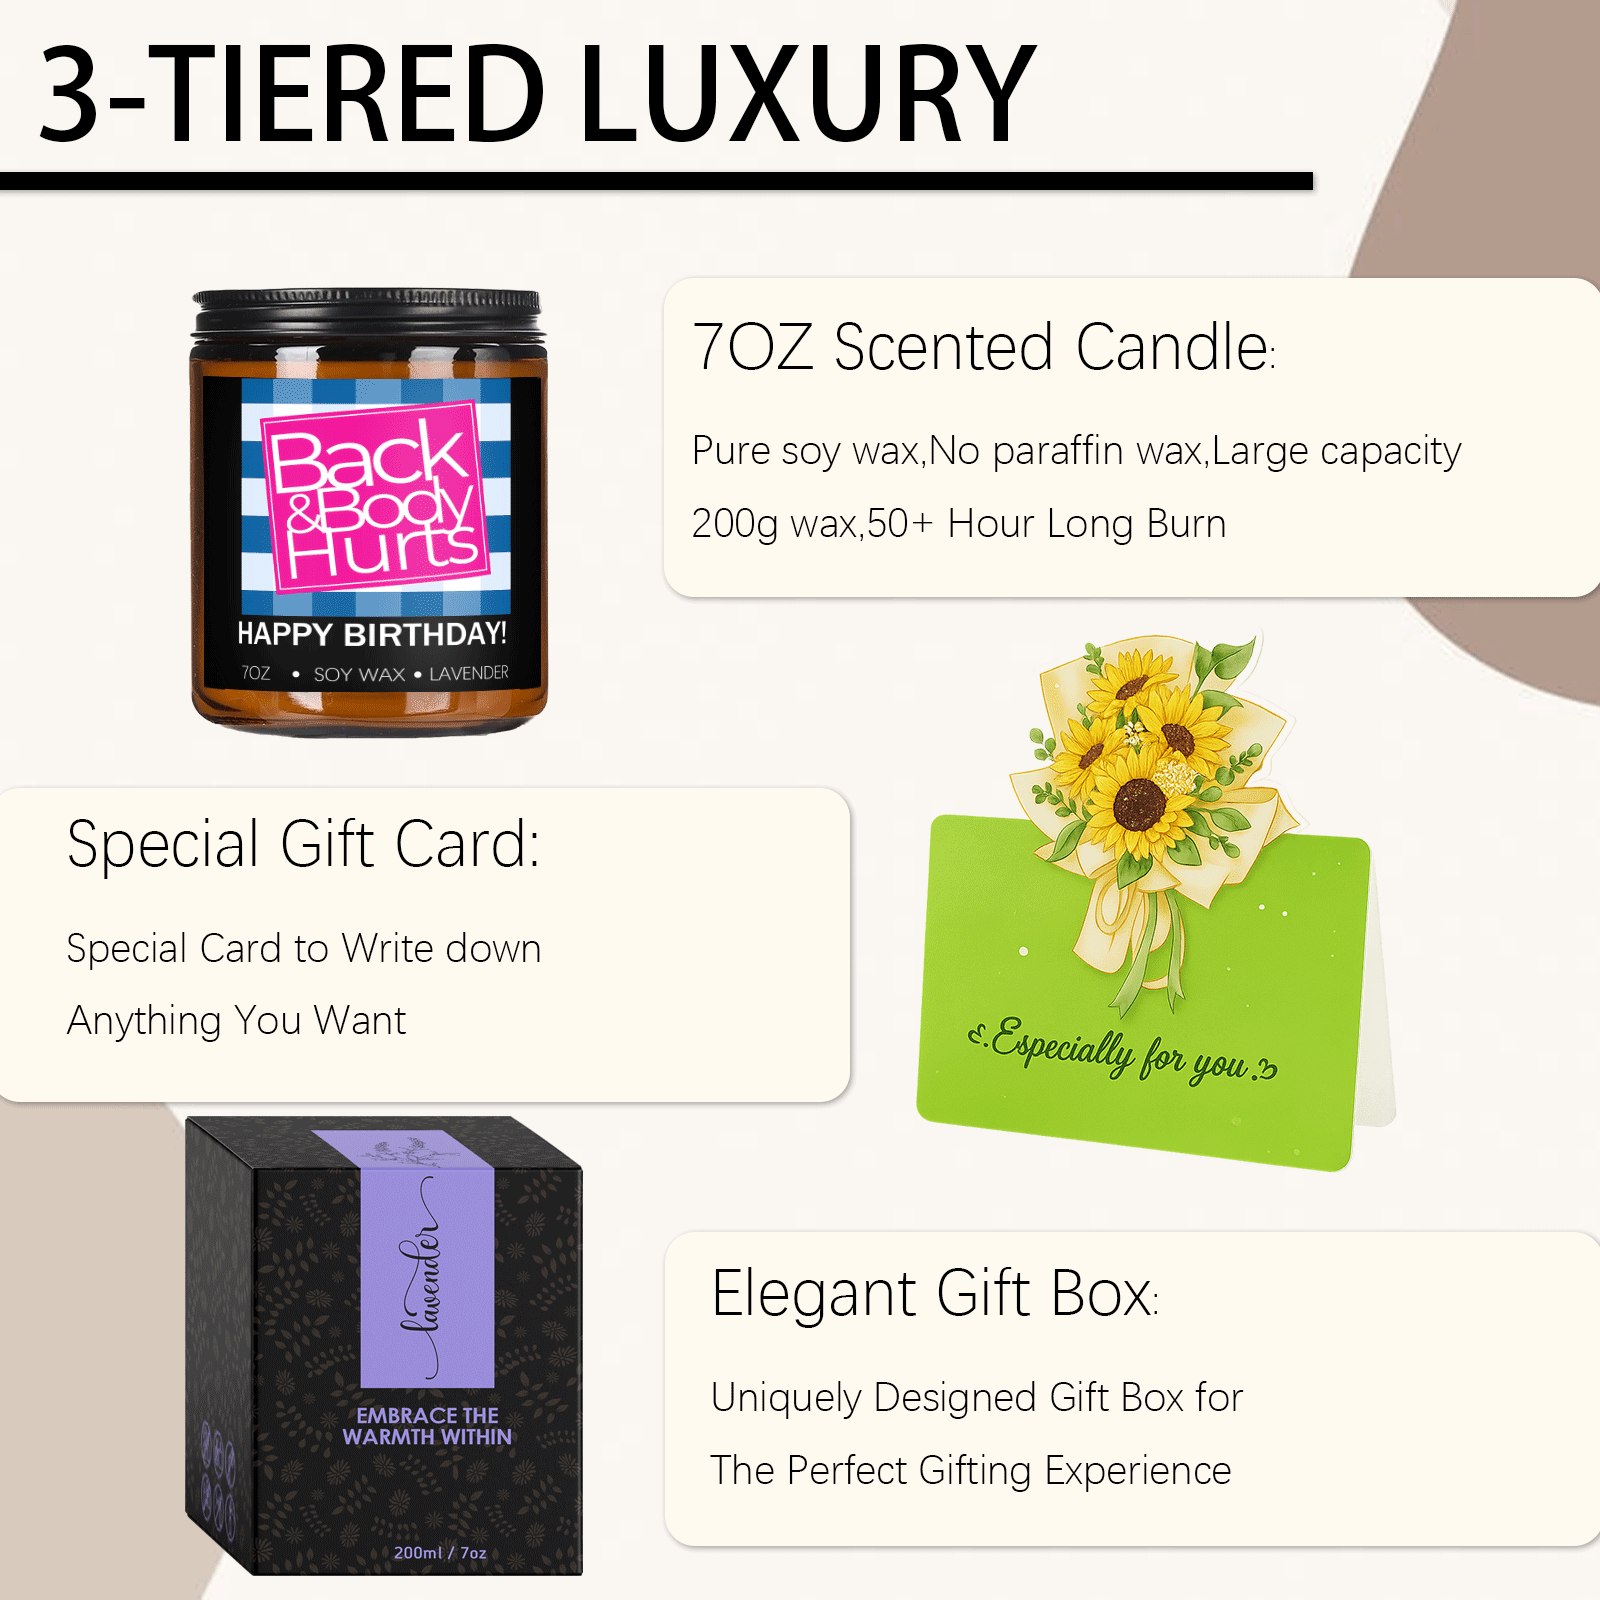 3-TIERED LUXURY
Back
&Body
Hurts
HAPPY BIRTHDAY!
7OZ • SOY WAX • LAVENDER
7OZ Scented Candle:
Pure soy wax,No paraffin wax,Large capacity
200g wax,50+ Hour Long Burn
Special Gift Card:
Special Card to Write down
Anything You Want
Especially for you
lavender
EMBRACE THE
WARMTH WITHIN
200ml / 7oz
Elegant Gift Box:
Uniquely Designed Gift Box for
The Perfect Gifting Experience